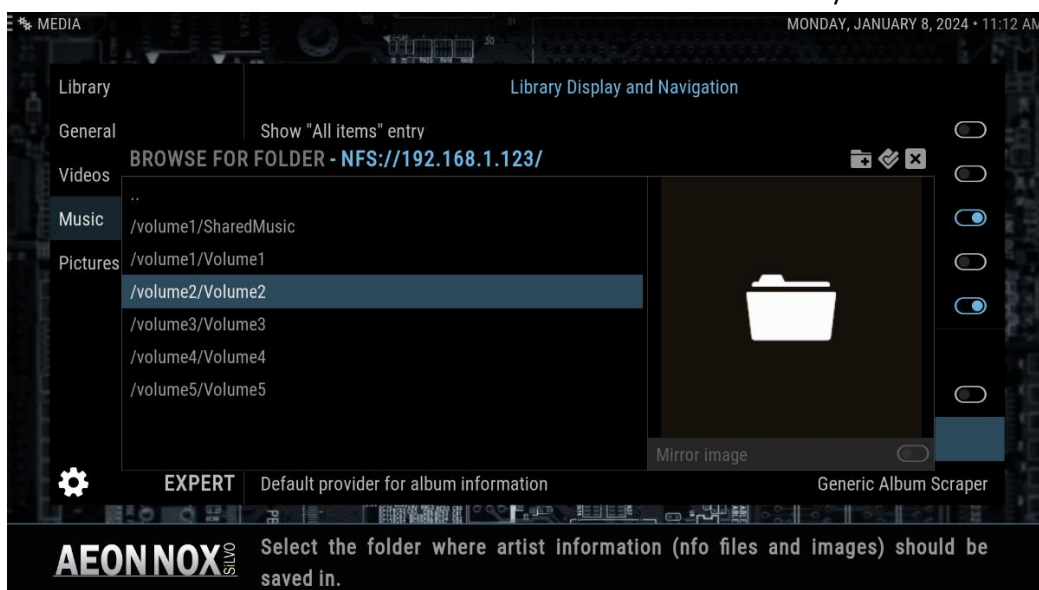 MEDIA
MONDAY, JANUARY 8, 2024 • 11:12 AM
Library
Library Display and Navigation
General
Show "All items" entry
BROWSE FOR FOLDER - NFS://192.168.1.123/
Videos
..
Music
/volume1/SharedMusic
Pictures
/volume1/Volume1
/volume2/Volume2
/volume3/Volume3
/volume4/Volume4
/volume5/Volume5
Mirror image
EXPERT
Default provider for album information
Generic Album Scraper
AEON NOX SiLVO
Select the folder where artist information (nfo files and images) should be
saved in.